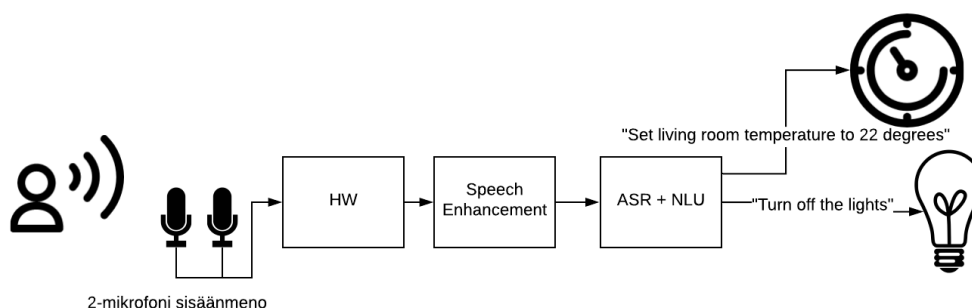 "Set living room temperature to 22 degrees"
HW
Speech
Enhancement
ASR + NLU
"Turn off the lights"
2-mikrofoni sisäänmeno